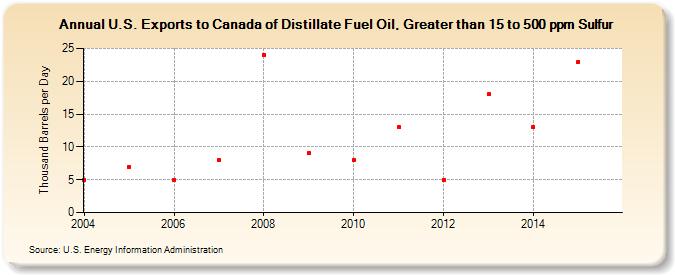 Annual U.S. Exports to Canada of Distillate Fuel Oil, Greater than 15 to 500 ppm Sulfur
Thousand Barrels per Day
25
20
15
10
5
0
2004 2006 2008 2010 2012 2014
Source: U.S. Energy Information Administration